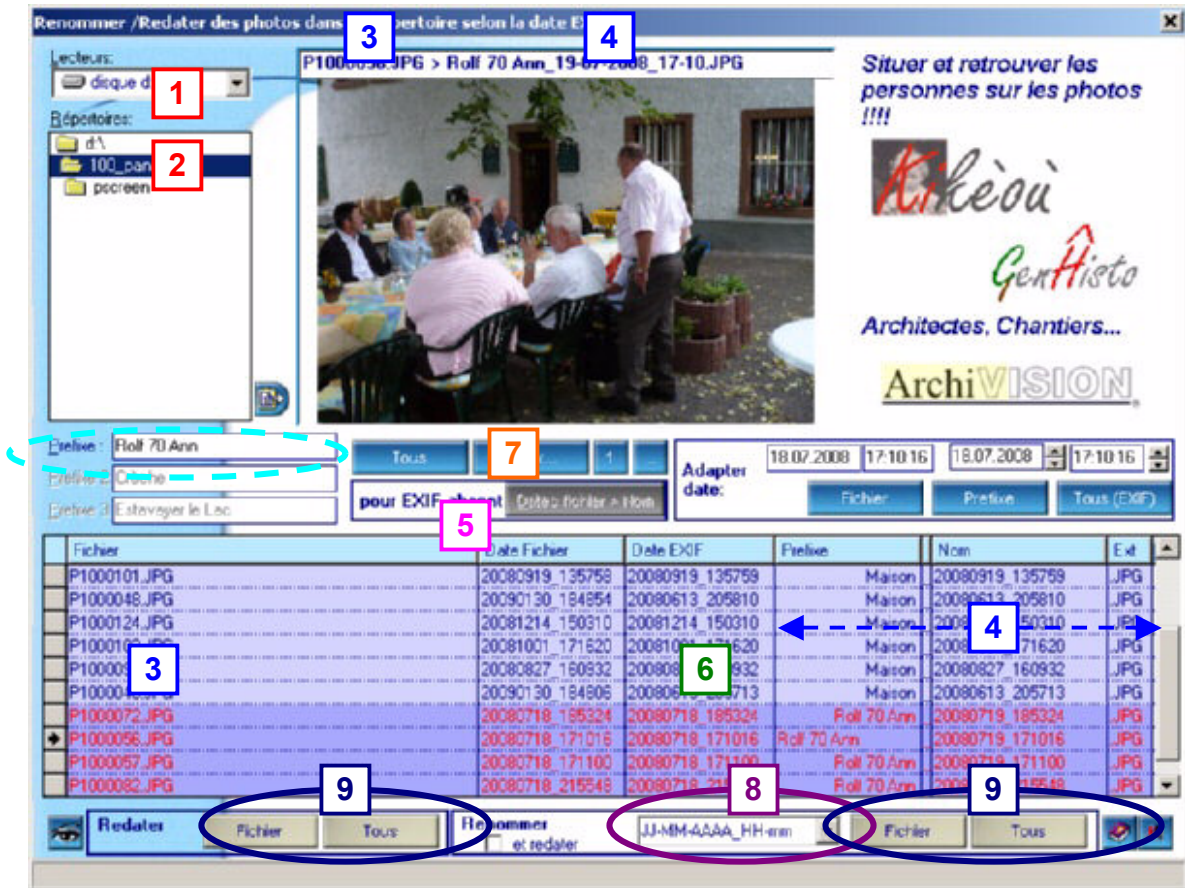 Renommer /Redater des photos dans
pertoire selon la date E
3
4
Lecteurs:
disque d
1
Répertoires:
d:\
100_pan
2
pscreen
.JPG > Rolf 70 Ann_19-07-2008_17-10.JPG
Situer et retrouver les
personnes sur les photos
!!!!
Kikèoù
GenHisto
Architectes, Chantiers...
ArchiVISION
Prefixe : Rolf 70 Ann
Prefixe 2 Crèche
Prefixe 3 Estavayer le Lac
Tous
7
pour EXIF absent
Dates fichier > Nom
5
Adapter
date:
18.07.2008 17:10:16 18.07.2008 17:10:16
Fichier Prefixe Tous (EXIF)
Fichier Date Fichier Date EXIF Prefixe Nom Ext
P1000101.JPG 20080919_135759 20080919_135759 Maison 20080919_135759 .JPG
P1000048.JPG 20090130_184854 20080613_205810 Maison 20080613_205810 .JPG
P1000124.JPG 20081214_150310 20081214_150310 Maison .JPG
20081001_171620 Maison .JPG
3
6
4
20080827_160932 Maison 20080827_160932 .JPG
20090130_184806 Maison 20080613_205713 .JPG
P1000072.JPG 20080718_185324 20080718_185324 Rolf 70 Ann 20080719_185324 .JPG
P1000056.JPG 20080718_171016 20080718_171016 Rolf 70 Ann 20080719_171016 .JPG
P1000057.JPG 20080718_171100 20080718_171100 Rolf 70 Ann 20080719_171100 .JPG
P1000082.JPG 20080718_215548 Rolf 70 Ann .JPG
9
8
9
Redater
Fichier Tous
Renommer
et redater
JJ-MM-AAAA_HH-mm
Fichier Tous